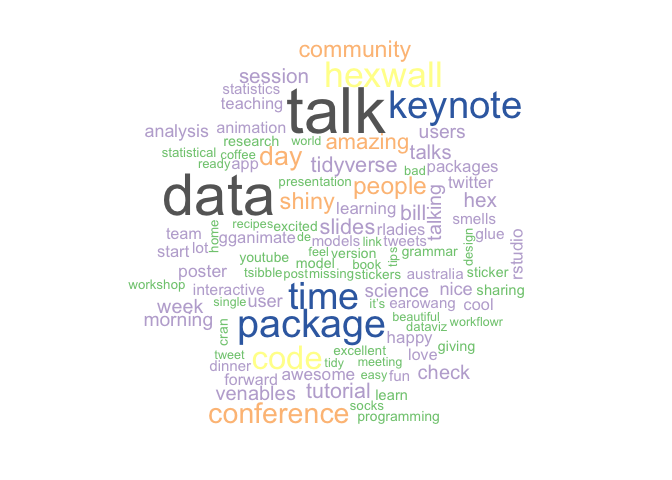 community
session hexwall
statistics
teaching talk keynote
analysis animation users
research world amazing
statistical coffee day talks
ready app tidyverse bad packages
presentation people twitter
data shiny learning bill talking hex
recipes excited slides rladies smells
team home gganimate de models link tweets tips grammar design glue rstudio
start lot feel version
youtube model book
poster tsibble post missing stickers australia sticker
workshop interactive time science nice sharing
week single user it's earowang cool
morning package beautiful dataviz workflowr
cran happy
tweet code excellent giving
dinner tidy meeting love
forward awesome easy fun check
venables tutorial learn
conference socks
programming